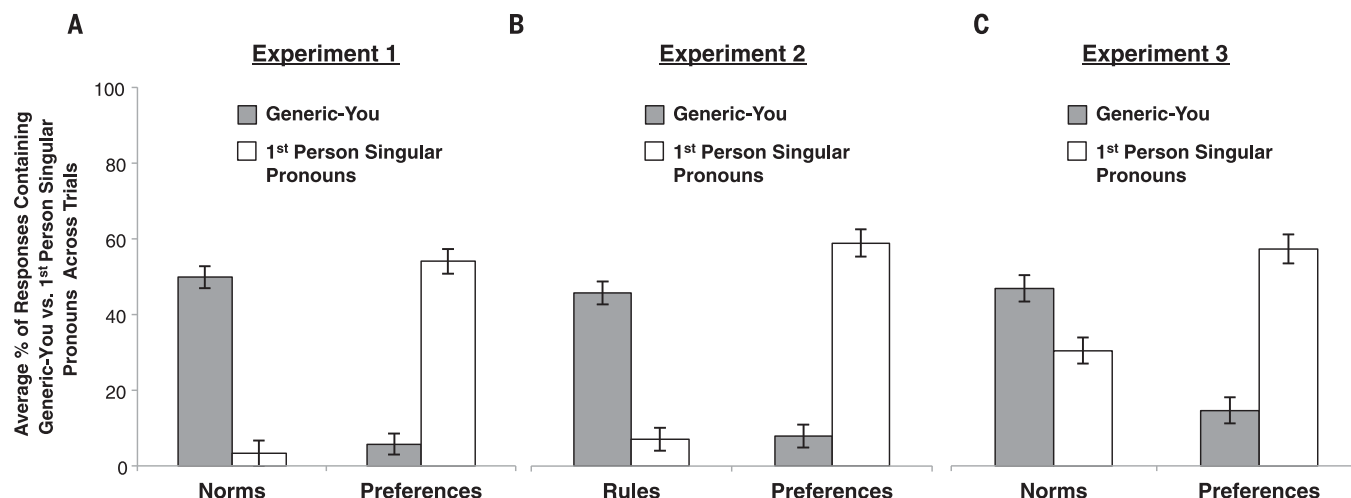 A
B
C
Experiment 1
Experiment 2
Experiment 3
Average % of Responses Containing
Generic-You vs. 1st Person Singular
Pronouns Across Trials
100
80
60
40
20
0
Generic-You
1st Person Singular
Pronouns
Generic-You
1st Person Singular
Pronouns
Generic-You
1st Person Singular
Pronouns
Norms
Preferences
Rules
Preferences
Norms
Preferences